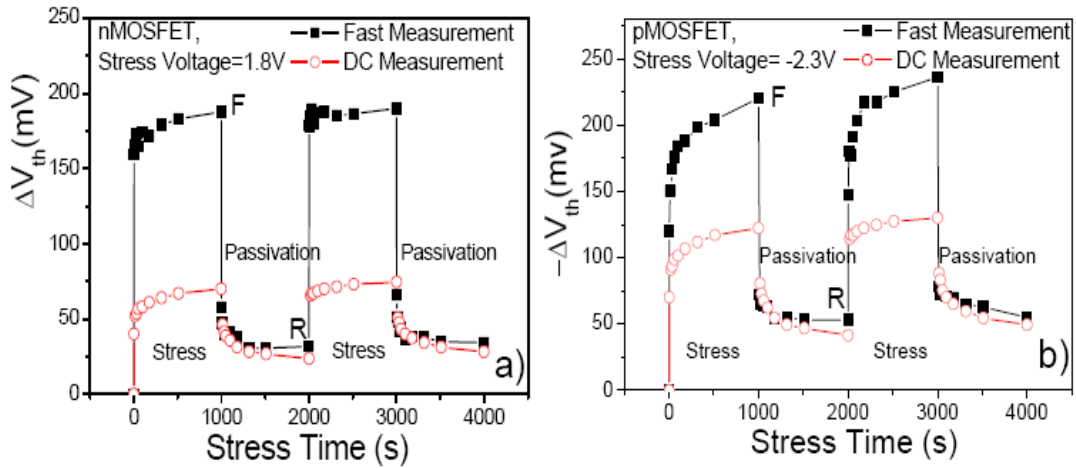 nMOSFET,
Stress Voltage=1.8V
Fast Measurement
DC Measurement
F
Passivation
Passivation
R
Stress
Stress
a)
ΔVth(mV)
250
200
150
100
50
0
0 1000 2000 3000 4000
Stress Time (s)
pMOSFET,
Stress Voltage= -2.3V
Fast Measurement
DC Measurement
F
Passivation
Passivation
R
Stress
Stress
b)
−ΔVth(mv)
-250
200
150
100
50
0
0 1000 2000 3000 4000
Stress Time (s)